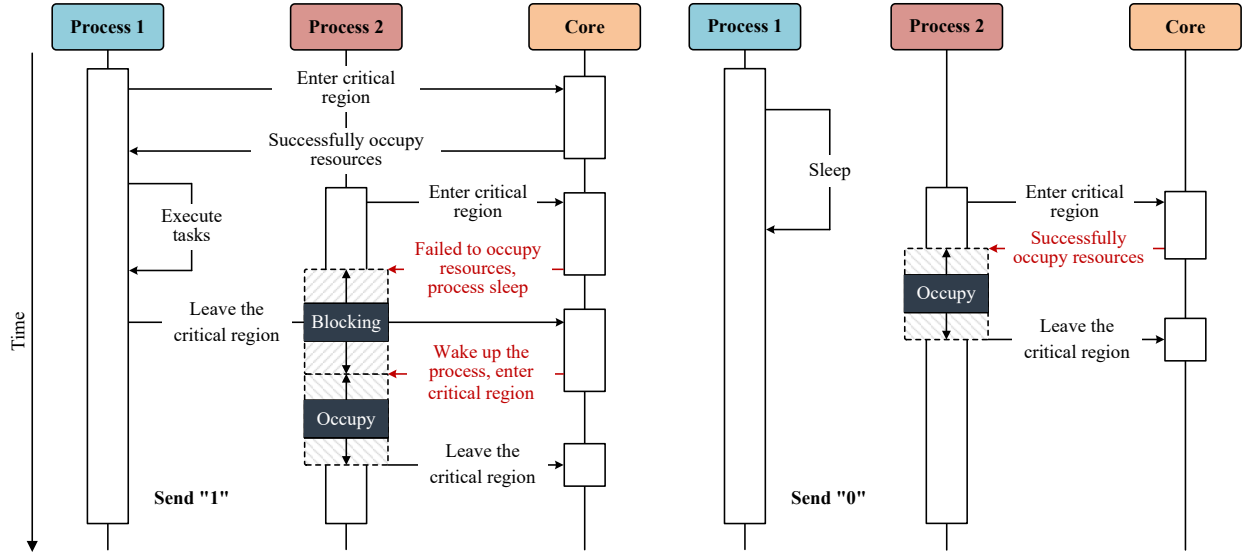 Process 1
Process 2
Core
Process 1
Process 2
Core
Time
Enter critical
region
Successfully occupy
resources
Execute
tasks
Enter critical
region
Failed to occupy
resources,
process sleep
Leave the
critical region
Blocking
Wake up the
process, enter
critical region
Occupy
Leave the
critical region
Send "1"
Sleep
Enter critical
region
Successfully
occupy resources
Occupy
Leave the
critical region
Send "0"